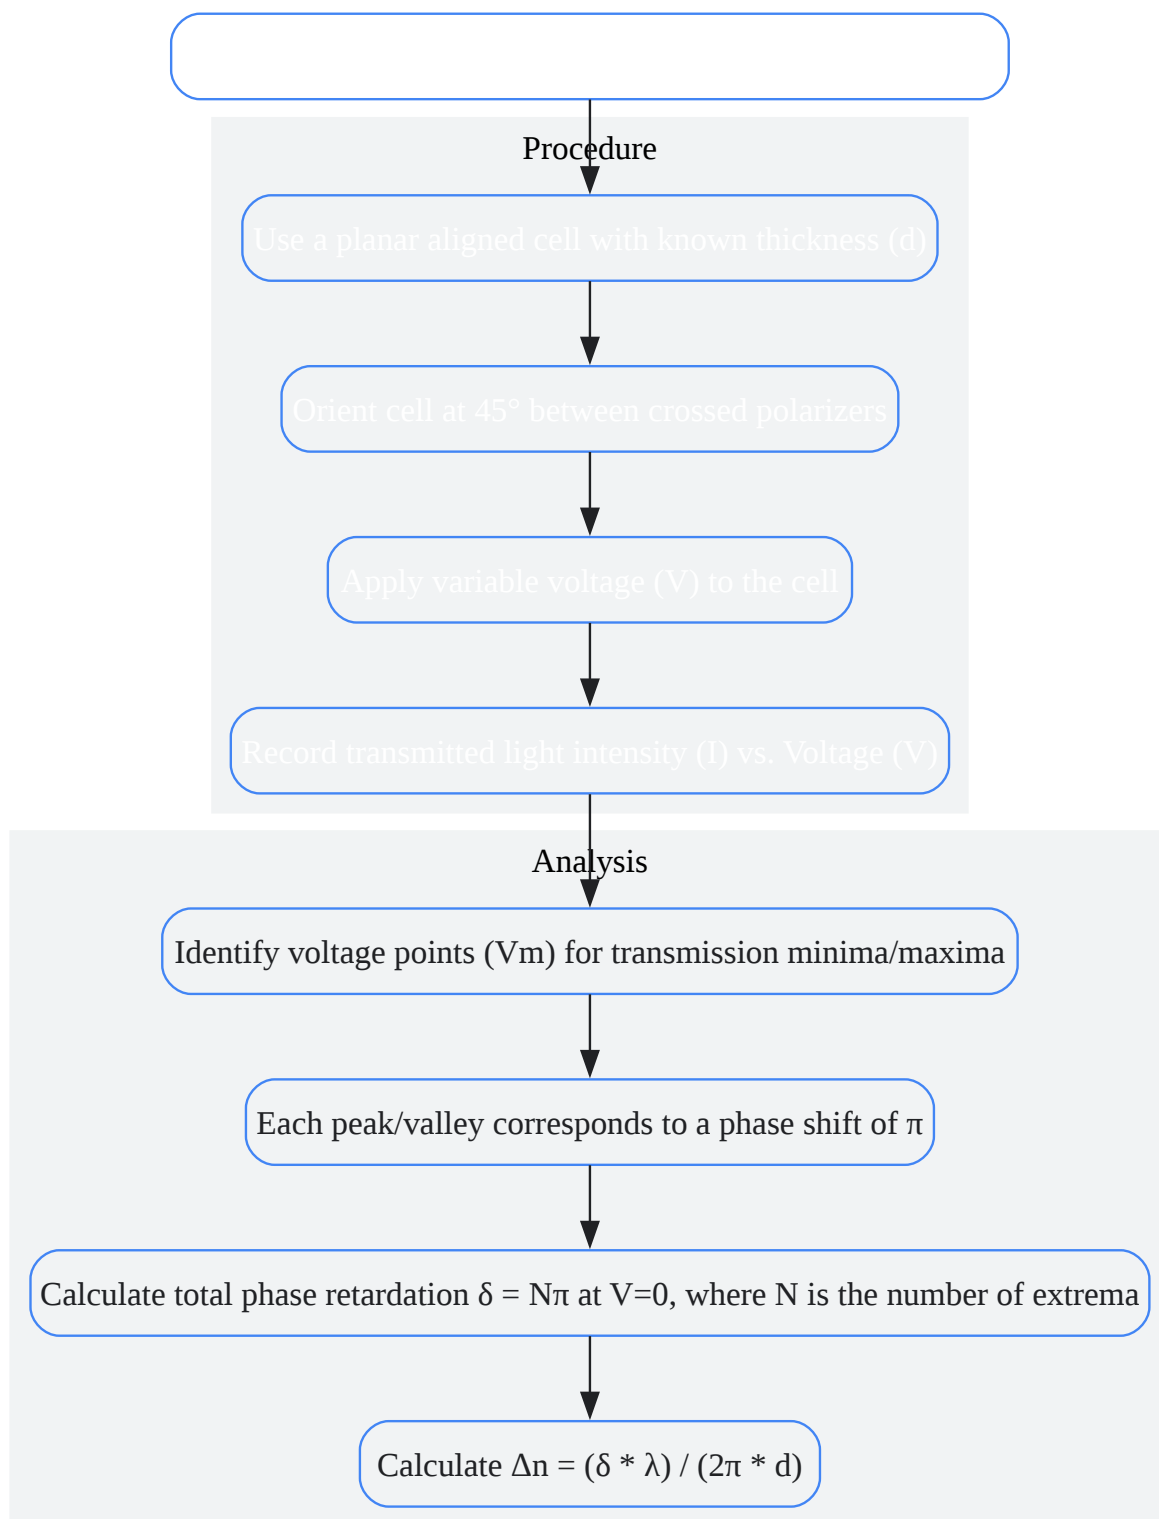 Procedure
Use a planar aligned cell with known thickness (d)
Orient cell at 45° between crossed polarizers
Apply variable voltage (V) to the cell
Record transmitted light intensity (I) vs. Voltage (V)
Analysis
Identify voltage points (Vm) for transmission minima/maxima
Each peak/valley corresponds to a phase shift of π
Calculate total phase retardation δ = Nπ at V=0, where N is the number of extrema
Calculate Δn = (δ * λ) / (2π * d)